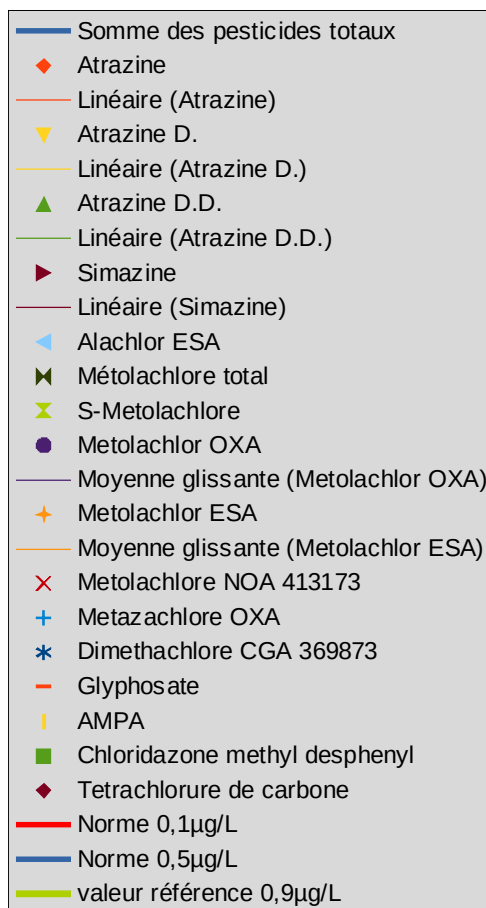 Somme des pesticides totaux
Atrazine
Linéaire (Atrazine)
Atrazine D.
Linéaire (Atrazine D.)
Atrazine D.D.
Linéaire (Atrazine D.D.)
Simazine
Linéaire (Simazine)
Alachlor ESA
Métolachlore total
S-Metolachlore
Metolachlor OXA
Moyenne glissante (Metolachlor OXA)
Metolachlor ESA
Moyenne glissante (Metolachlor ESA)
Metolachlore NOA 413173
Metazachlore OXA
Dimethachlore CGA 369873
Glyphosate
AMPA
Chloridazone methyl desphenyl
Tetrachlorure de carbone
Norme 0,1µg/L
Norme 0,5µg/L
valeur référence 0,9µg/L